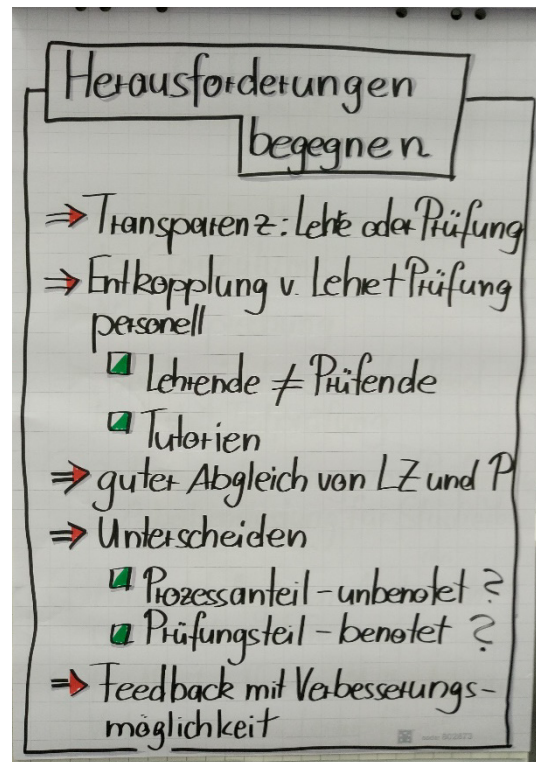 Herausforderungen
begegnen
⇒ Transparenz: Lehre oder Prüfung
⇒ Entkopplung v. Lehre + Prüfung
personell
Lehrende ≠ Prüfende
Tutorien
⇒ guter Abgleich von LZ und P
⇒ Unterscheiden
Prozessanteil - unbenotet ?
Prüfungsteil - benotet ?
⇒ Feedback mit Verbesserungs-
möglichkeit